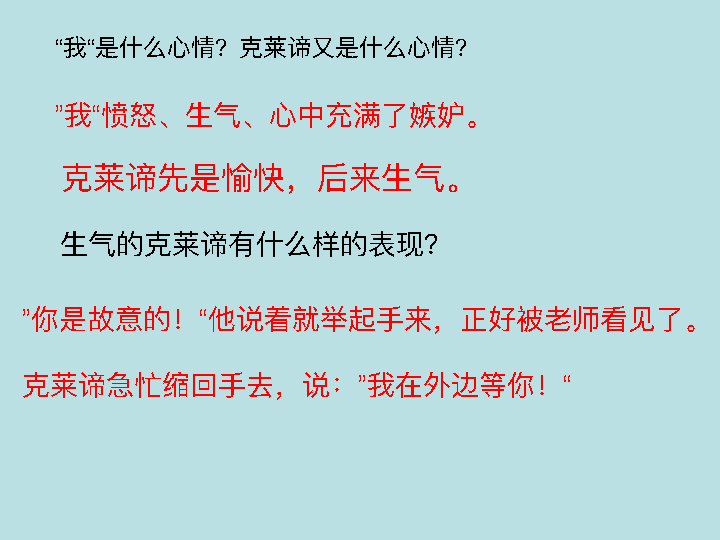 “我“是什么心情？克莱谛又是什么心情？
”我“愤怒、生气、心中充满了嫉妒。
克莱谛先是愉快，后来生气。
生气的克莱谛有什么样的表现？
”你是故意的！“他说着就举起手来，正好被老师看见了。
克莱谛急忙缩回手去，说：”我在外边等你！“